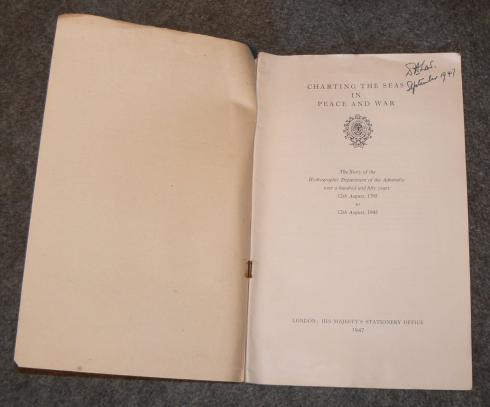 September 1947
CHARTING THE SEAS
IN
PEACE AND WAR
The Story of the
Hydrographic Department of the Admiralty
over a hundred and fifty years
12th August, 1795
to
12th August, 1945
LONDON: HIS MAJESTY'S STATIONERY OFFICE
1947